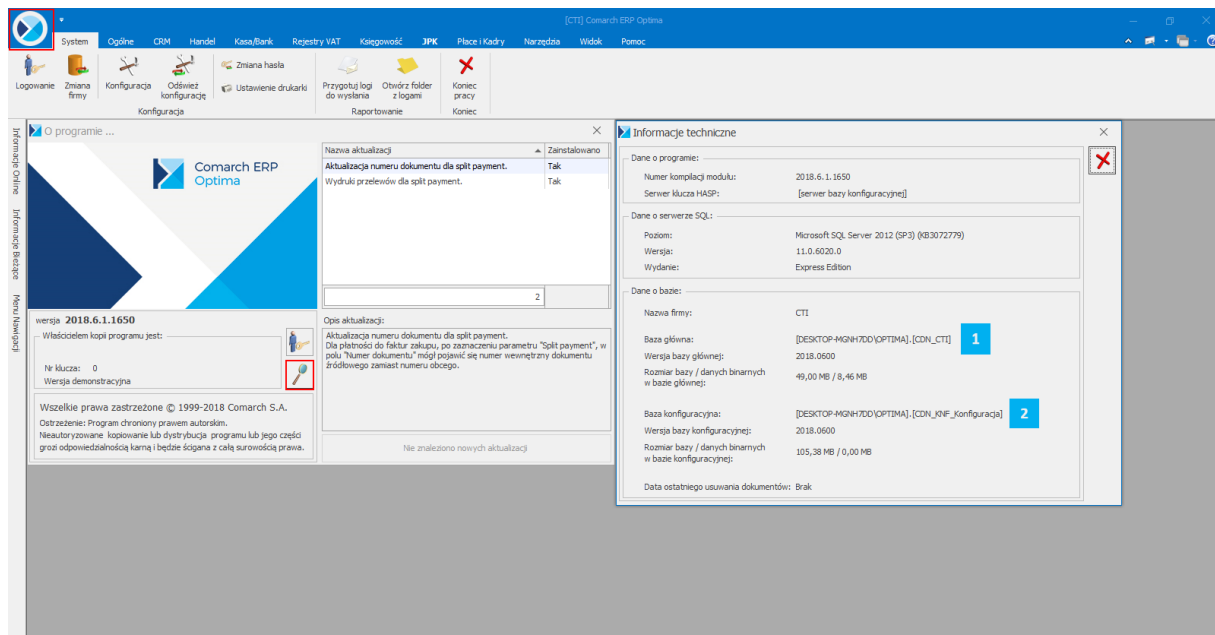 [CTI] Comarch ERP Optima
System Ogólne CRM Handel Kasa/Bank Rejestry VAT Księgowość JPK Płace i Kadry Narzędzia Widok Pomoc
Logowanie
Zmiana firmy
Konfiguracja
Odśwież konfigurację
Zmiana hasła
Ustawienie drukarki
Przygotuj logi do wysłania
Otwórz folder z logami
Koniec pracy
Konfiguracja
Raportowanie
Koniec
Informacje Online
Informacje Bieżące
Menu Nawigacji
O programie ...
Comarch ERP
Optima
Nazwa aktualizacji Zainstalowano
Aktualizacja numeru dokumentu dla split payment. Tak
Wydruki przelewów dla split payment. Tak
2
wersja 2018.6.1.1650
Właścicielem kopii programu jest:
Nr klucza: 0
Wersja demonstracyjna
Wszelkie prawa zastrzeżone © 1999-2018 Comarch S.A.
Ostrzeżenie: Program chroniony prawem autorskim.
Nieautoryzowane kopiowanie lub dystrybucja programu lub jego części
grozi odpowiedzialnością karną i będzie ścigana z całą surowością prawa.
Opis aktualizacji:
Aktualizacja numeru dokumentu dla split payment.
Dla płatności do faktur zakupu, po zaznaczeniu parametru "Split payment", w
polu "Numer dokumentu" mógł pojawić się numer wewnętrzny dokumentu
źródłowego zamiast numeru obcego.
Nie znaleziono nowych aktualizacji
Informacje techniczne
Dane o programie:
Numer kompilacji modułu: 2018.6.1.1650
Serwer klucza HASP: [serwer bazy konfiguracyjnej]
Dane o serwerze SQL:
Poziom: Microsoft SQL Server 2012 (SP3) (KB3072779)
Wersja: 11.0.6020.0
Wydanie: Express Edition
Dane o bazie:
Nazwa firmy: CTI
Baza główna: [DESKTOP-MGNH7DD\OPTIMA].[CDN_CTI] 1
Wersja bazy głównej: 2018.0600
Rozmiar bazy / danych binarnych
w bazie głównej: 49,00 MB / 8,46 MB
Baza konfiguracyjna: [DESKTOP-MGNH7DD\OPTIMA].[CDN_KNF_Konfiguracja] 2
Wersja bazy konfiguracyjnej: 2018.0600
Rozmiar bazy / danych binarnych
w bazie konfiguracyjnej: 105,38 MB / 0,00 MB
Data ostatniego usuwania dokumentów: Brak